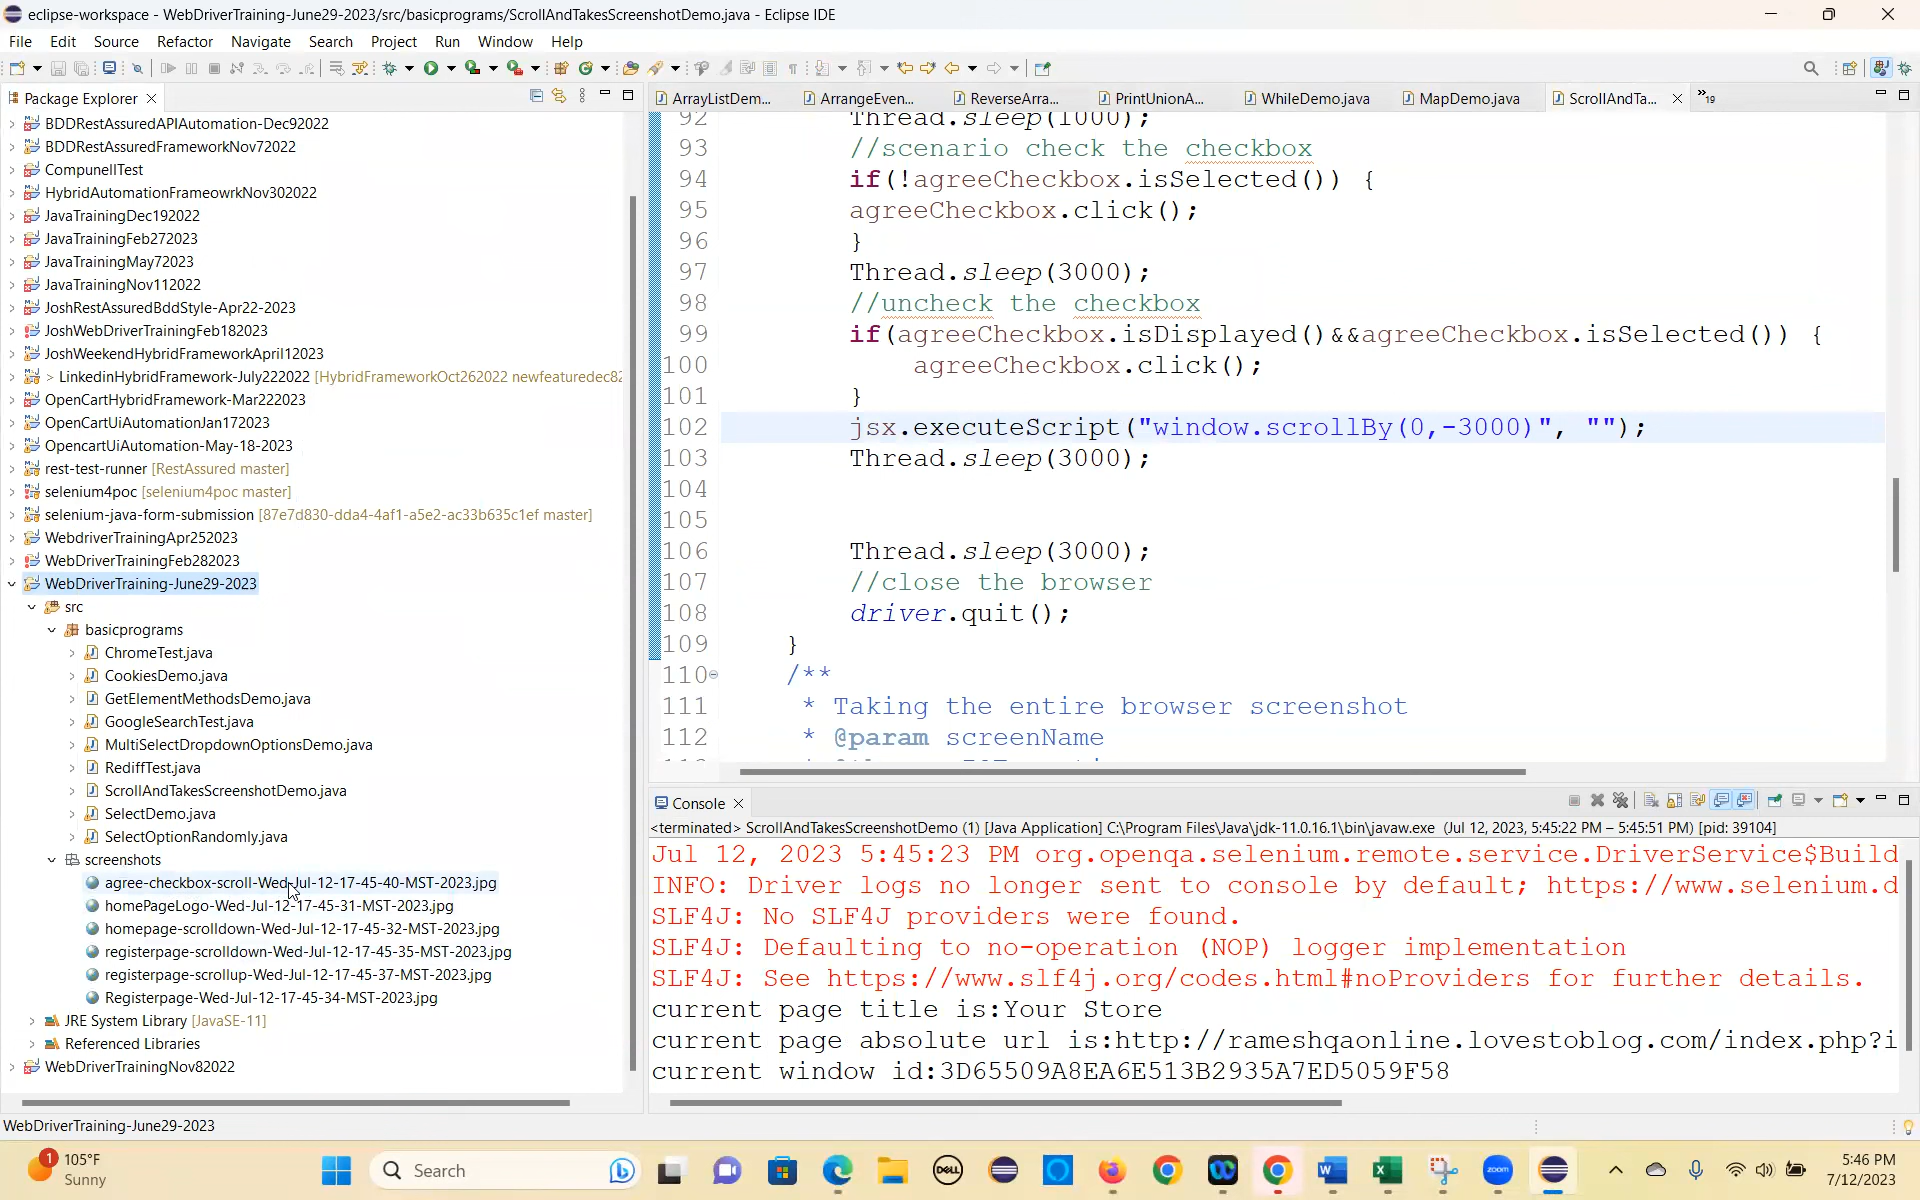 eclipse-workspace - WebDriverTraining-June29-2023/src/basicprograms/ScrollAndTakesScreenshotDemo.java - Eclipse IDE
File Edit Source Refactor Navigate Search Project Run Window Help
Package Explorer
BDDRestAssuredAPIAutomation-Dec92022
BDDRestAssuredFrameworkNov72022
CompunellTest
HybridAutomationFrameowrkNov302022
JavaTrainingDec192022
JavaTrainingFeb272023
JavaTrainingMay72023
JavaTrainingNov112022
JoshRestAssuredBddStyle-Apr22-2023
JoshWebDriverTrainingFeb182023
JoshWeekendHybridFrameworkApril12023
> LinkedinHybridFramework-July222022 [HybridFrameworkOct262022 newfeaturedec82
OpenCartHybridFramework-Mar222023
OpenCartUiAutomationJan172023
OpencartUiAutomation-May-18-2023
rest-test-runner [RestAssured master]
selenium4poc [selenium4poc master]
selenium-java-form-submission [87e7d830-dda4-4af1-a5e2-ac33b635c1ef master]
WebdriverTrainingApr252023
WebDriverTrainingFeb282023
WebDriverTraining-June29-2023
src
basicprograms
ChromeTest.java
CookiesDemo.java
GetElementMethodsDemo.java
GoogleSearchTest.java
MultiSelectDropdownOptionsDemo.java
RediffTest.java
ScrollAndTakesScreenshotDemo.java
SelectDemo.java
SelectOptionRandomly.java
screenshots
agree-checkbox-scroll-Wed-Jul-12-17-45-40-MST-2023.jpg
homePageLogo-Wed-Jul-12-17-45-31-MST-2023.jpg
homepage-scrolldown-Wed-Jul-12-17-45-32-MST-2023.jpg
registerpage-scrolldown-Wed-Jul-12-17-45-35-MST-2023.jpg
registerpage-scrollup-Wed-Jul-12-17-45-37-MST-2023.jpg
Registerpage-Wed-Jul-12-17-45-34-MST-2023.jpg
JRE System Library [JavaSE-11]
Referenced Libraries
WebDriverTrainingNov82022
ArrayListDem... ArrangeEven... ReverseArra... PrintUnionA... WhileDemo.java MapDemo.java ScrollAndTa... »19
92 Thread.sleep(1000);
93 //scenario check the checkbox
94 if(!agreeCheckbox.isSelected()) {
95 agreeCheckbox.click();
96 }
97 Thread.sleep(3000);
98 //uncheck the checkbox
99 if(agreeCheckbox.isDisplayed()&&agreeCheckbox.isSelected()) {
100 agreeCheckbox.click();
101 }
102 jsx.executeScript("window.scrollBy(0,-3000)", "");
103 Thread.sleep(3000);
104
105
106 Thread.sleep(3000);
107 //close the browser
108 driver.quit();
109 }
110 /**
111 * Taking the entire browser screenshot
112 * @param screenName
Console
<terminated> ScrollAndTakesScreenshotDemo (1) [Java Application] C:\Program Files\Java\jdk-11.0.16.1\bin\javaw.exe (Jul 12, 2023, 5:45:22 PM – 5:45:51 PM) [pid: 39104]
Jul 12, 2023 5:45:23 PM org.openqa.selenium.remote.service.DriverService$Build
INFO: Driver logs no longer sent to console by default; https://www.selenium.d
SLF4J: No SLF4J providers were found.
SLF4J: Defaulting to no-operation (NOP) logger implementation
SLF4J: See https://www.slf4j.org/codes.html#noProviders for further details.
current page title is:Your Store
current page absolute url is:http://rameshqaonline.lovestoblog.com/index.php?i
current window id:3D65509A8EA6E513B2935A7ED5059F58
WebDriverTraining-June29-2023
1
105°F
Sunny
Search
DELL
zoom
5:46 PM
7/12/2023